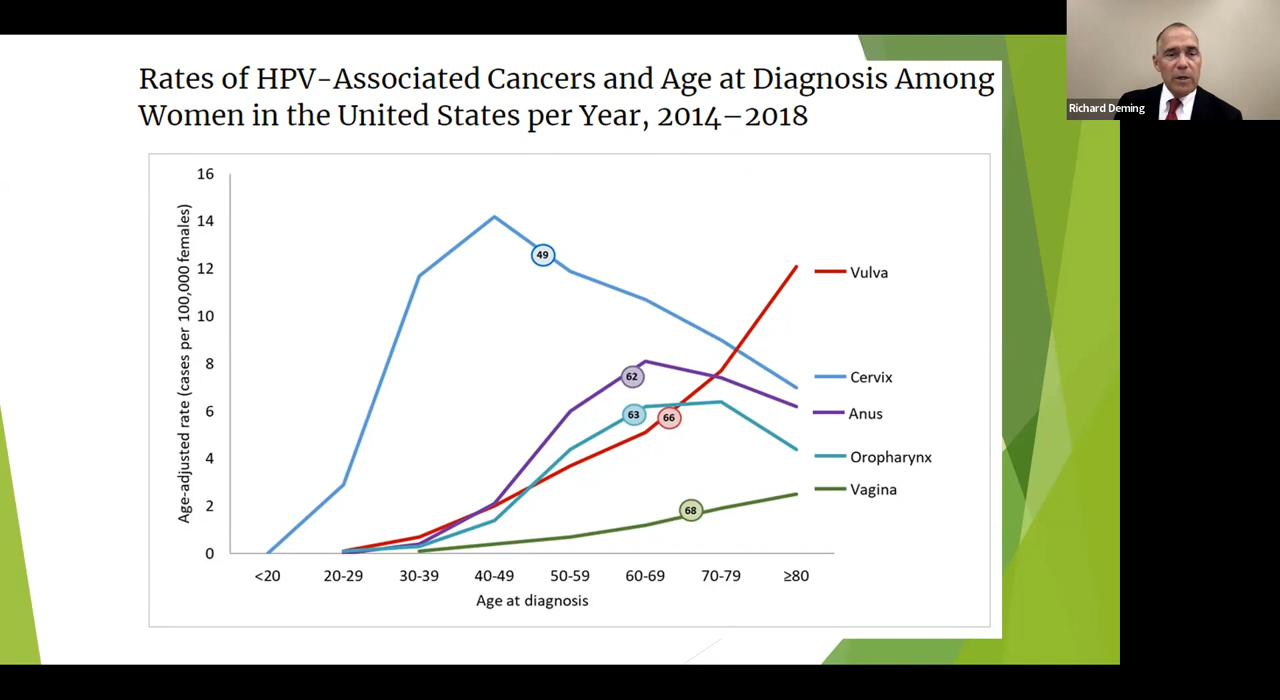 Rates of HPV-Associated Cancers and Age at Diagnosis Among
Women in the United States per Year, 2014–2018
Richard Deming
Age-adjusted rate (cases per 100,000 females)
16
14
12
10
8
6
4
2
0
49
62
63
66
68
Vulva
Cervix
Anus
Oropharynx
Vagina
<20 20-29 30-39 40-49 50-59 60-69 70-79 ≥80
Age at diagnosis